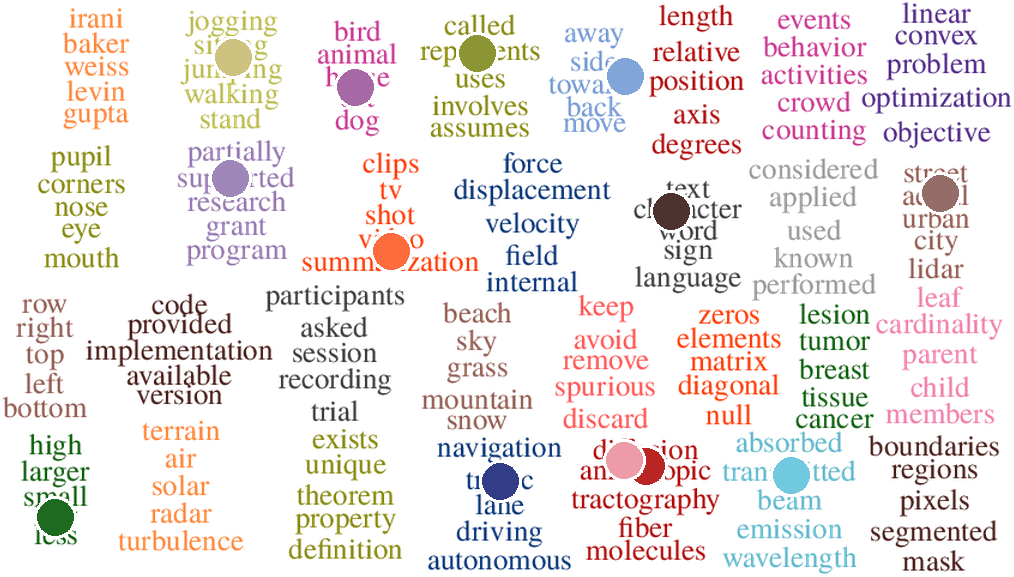 irani
baker
weiss
levin
gupta
jogging
sitting
jumping
walking
stand
bird
animal
horse
dog
called
represents
uses
involves
assumes
away
side
back
move
length
relative
position
axis
degrees
events
behavior
activities
crowd
counting
linear
convex
problem
optimization
objective
pupil
corners
nose
eye
mouth
partially
supported
research
grant
program
clips
tv
shot
video
summarization
force
displacement
velocity
field
internal
text
character
word
sign
language
considered
applied
used
known
performed
street
urban
city
lidar
row
right
top
left
bottom
code
provided
implementation
available
version
participants
asked
session
recording
trial
beach
sky
grass
mountain
snow
keep
avoid
remove
spurious
discard
zeros
elements
matrix
diagonal
null
lesion
tumor
breast
tissue
cancer
leaf
cardinality
parent
child
members
high
larger
small
less
terrain
air
solar
radar
turbulence
exists
unique
theorem
property
definition
navigation
traffic
lane
driving
autonomous
diffusion
anisotropic
tractography
fiber
molecules
absorbed
transmitted
beam
emission
wavelength
boundaries
regions
pixels
segmented
mask